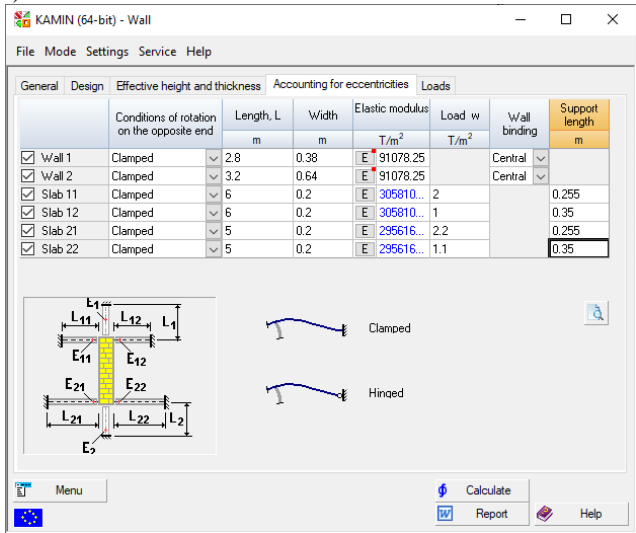 KAMIN (64-bit) - Wall
File Mode Settings Service Help
General Design Effective height and thickness Accounting for eccentricities Loads
Conditions of rotation on the opposite end Length, L Width Elastic modulus Load w Wall binding Support length
m m T/m² T/m² m
Wall 1 Clamped 2.8 0.38 E 91078.25 Central
Wall 2 Clamped 3.2 0.64 E 91078.25 Central
Slab 11 Clamped 6 0.2 E 305810... 2 0.255
Slab 12 Clamped 6 0.2 E 305810... 1 0.35
Slab 21 Clamped 5 0.2 E 295616... 2.2 0.255
Slab 22 Clamped 5 0.2 E 295616... 1.1 0.35
E1
L11 L12 L1
E11 E12
E21 E22
L21 L22 L2
E2
Clamped
Hinged
Menu
Calculate
Report Help